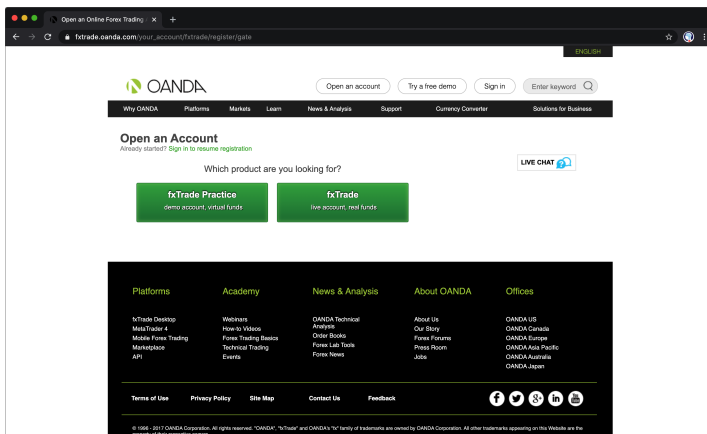 Open an Online Forex Trading
fxtrade.oanda.com/your_account/fxtrade/register/gate
ENGLISH
OANDA
Open an account
Try a free demo
Sign in
Enter keyword
Why OANDA
Platforms
Markets
Learn
News & Analysis
Support
Currency Converter
Solutions for Business
Open an Account
Already started? Sign in to resume registration
Which product are you looking for?
LIVE CHAT
fxTrade Practice
demo account, virtual funds
fxTrade
live account, real funds
Platforms
fxTrade Desktop
MetaTrader 4
Mobile Forex Trading
Marketplace
API
Academy
Webinars
How-to Videos
Forex Trading Basics
Technical Trading
Events
News & Analysis
OANDA Technical
Analysis
Order Books
Forex Lab Tools
Forex News
About OANDA
About Us
Our Story
Forex Forums
Press Room
Jobs
Offices
OANDA US
OANDA Canada
OANDA Europe
OANDA Asia Pacific
OANDA Australia
OANDA Japan
Terms of Use
Privacy Policy
Site Map
Contact Us
Feedback
© 1996 - 2017 OANDA Corporation. All rights reserved. "OANDA", "fxTrade" and OANDA's "fx" family of trademarks are owned by OANDA Corporation. All other trademarks appearing on this Website are the